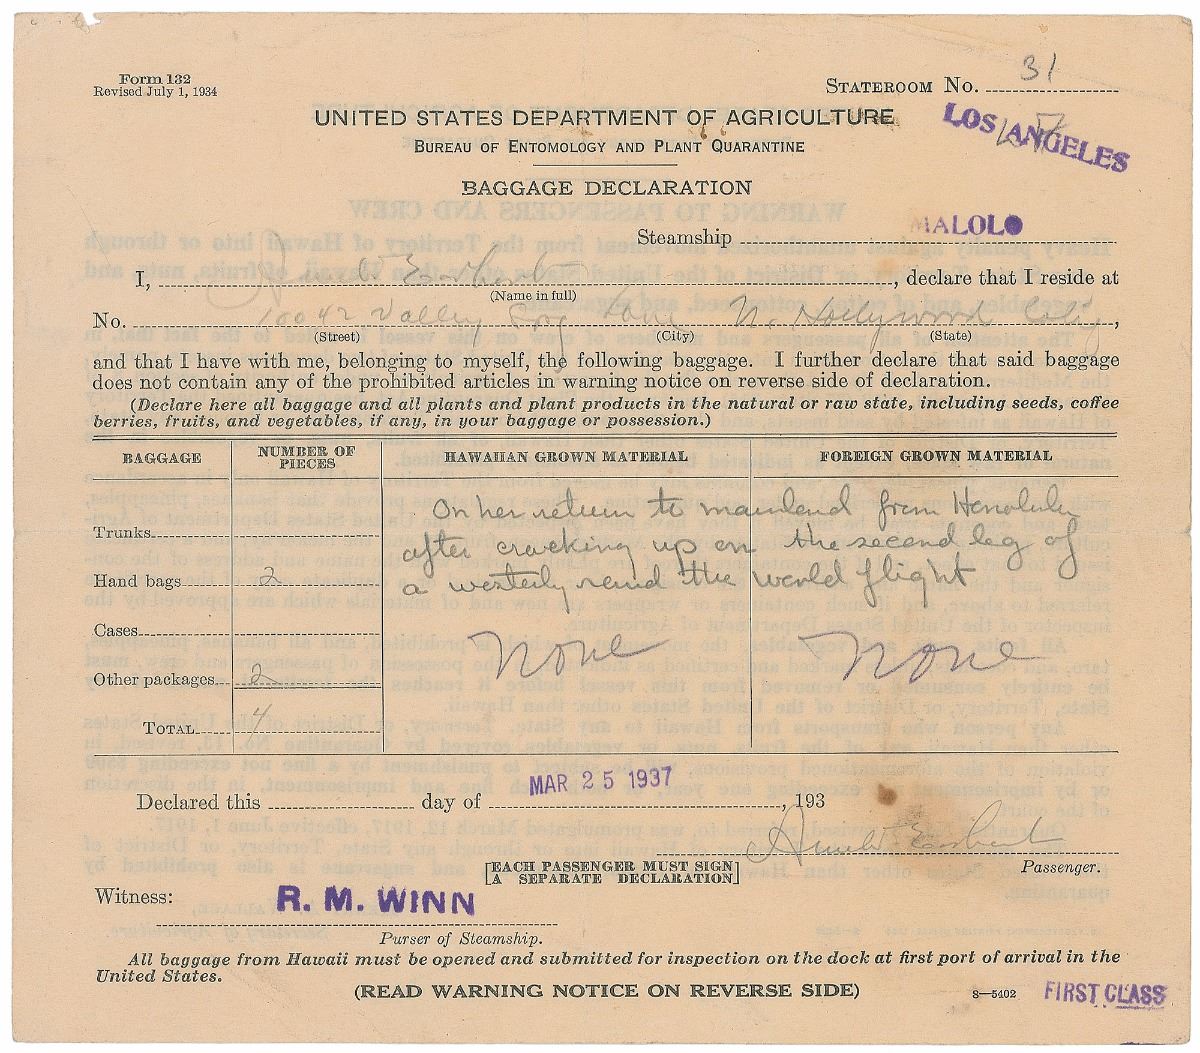 Form 132
Revised July 1, 1934
STATEROOM No. 31
LOS ANGELES
UNITED STATES DEPARTMENT OF AGRICULTURE
BUREAU OF ENTOMOLOGY AND PLANT QUARANTINE
BAGGAGE DECLARATION
Steamship MALOLO
I, , declare that I reside at
(Name in full)
No. 10042 Valley Lane N. Hollywood ,
(Street) (City) (State)
and that I have with me, belonging to myself, the following baggage. I further declare that said baggage
does not contain any of the prohibited articles in warning notice on reverse side of declaration.
(Declare here all baggage and all plants and plant products in the natural or raw state, including seeds, coffee
berries, fruits, and vegetables, if any, in your baggage or possession.)
BAGGAGE NUMBER OF PIECES HAWAIIAN GROWN MATERIAL FOREIGN GROWN MATERIAL
On her return to mainland from Honolulu
Trunks
after cracking up on the second leg of
Hand bags 2 a westerly round the world flight
Cases
None None
Other packages 2
TOTAL 4
MAR 25 1937
Declared this day of , 193
Passenger.
[EACH PASSENGER MUST SIGN
A SEPARATE DECLARATION]
Witness: R. M. WINN
Purser of Steamship.
All baggage from Hawaii must be opened and submitted for inspection on the dock at first port of arrival in the
United States.
(READ WARNING NOTICE ON REVERSE SIDE)
8—5402 FIRST CLASS